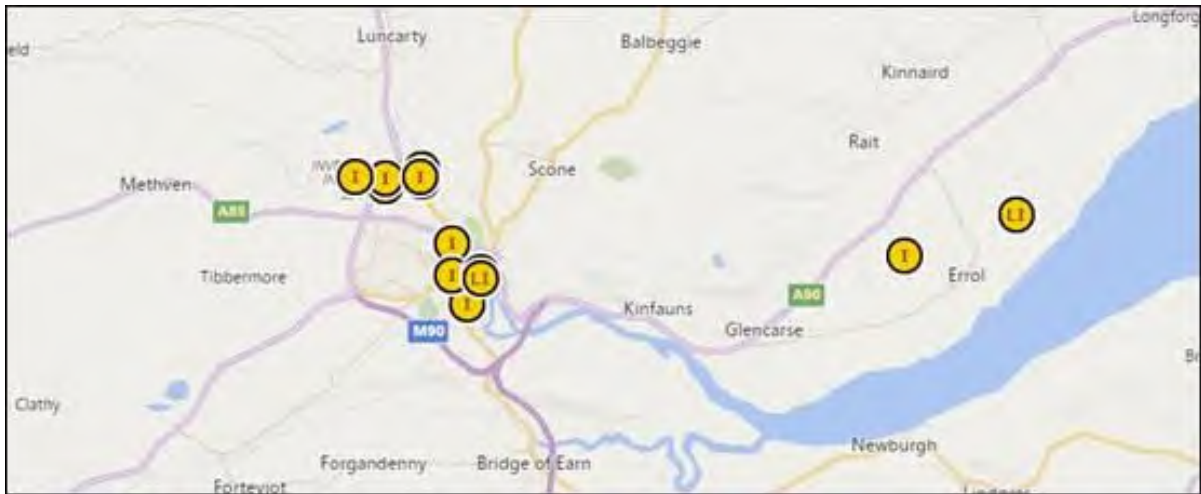 Longforg
Luncarty
Balbeggie
eld
Kinnaird
Rait
Scone
I
I
I
Methven
A85
LI
I
I
Tibbermore
I
LI
Errol
I
A90
Kinfauns
Glencarse
M90
Clathy
Newburgh
Forgandenny
Bridge of Earn
Forteviot